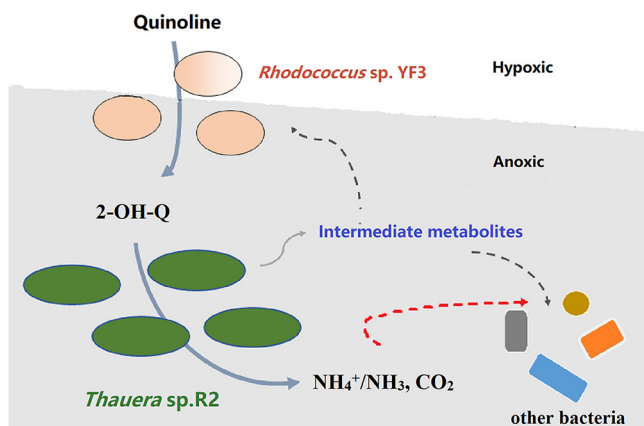 Quinoline
Rhodococcus sp. YF3
Hypoxic
Anoxic
2-OH-Q
Intermediate metabolites
NH₄⁺/NH₃, CO₂
Thauera sp.R2
other bacteria